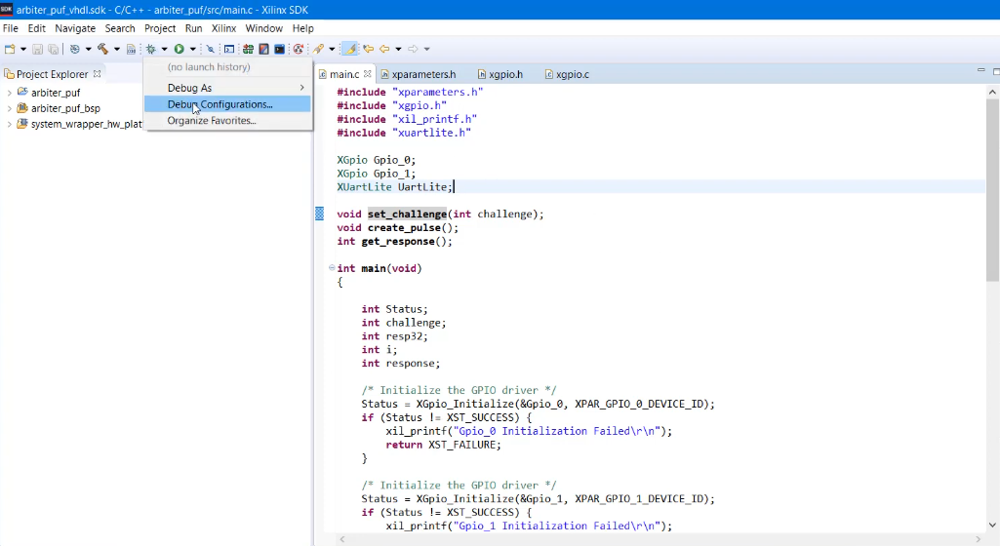 SDK arbiter_puf_vhdl.sdk - C/C++ - arbiter_puf/src/main.c - Xilinx SDK
File Edit Navigate Search Project Run Xilinx Window Help
Project Explorer
arbiter_puf
arbiter_puf_bsp
system_wrapper_hw_plat
(no launch history)
Debug As
Debug Configurations...
Organize Favorites...
main.c xparameters.h xgpio.h xgpio.c
#include "xparameters.h"
#include "xgpio.h"
#include "xil_printf.h"
#include "xuartlite.h"
XGpio Gpio_0;
XGpio Gpio_1;
XUartLite UartLite;
void set_challenge(int challenge);
void create_pulse();
int get_response();
int main(void)
{
int Status;
int challenge;
int resp32;
int i;
int response;
/* Initialize the GPIO driver */
Status = XGpio_Initialize(&Gpio_0, XPAR_GPIO_0_DEVICE_ID);
if (Status != XST_SUCCESS) {
xil_printf("Gpio_0 Initialization Failed\r\n");
return XST_FAILURE;
}
/* Initialize the GPIO driver */
Status = XGpio_Initialize(&Gpio_1, XPAR_GPIO_1_DEVICE_ID);
if (Status != XST_SUCCESS) {
xil_printf("Gpio_1 Initialization Failed\r\n");